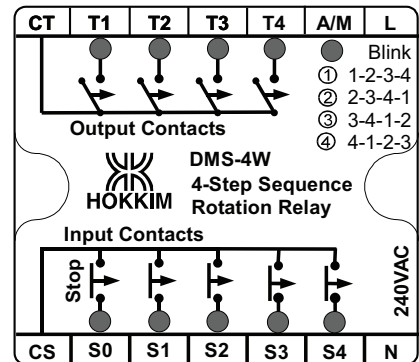 CT T1 T2 T3 T4 A/M L
Blink
① 1-2-3-4
② 2-3-4-1
③ 3-4-1-2
④ 4-1-2-3
Output Contacts
HOKKIM
DMS-4W
4-Step Sequence
Rotation Relay
Input Contacts
Stop
240VAC
CS S0 S1 S2 S3 S4 N